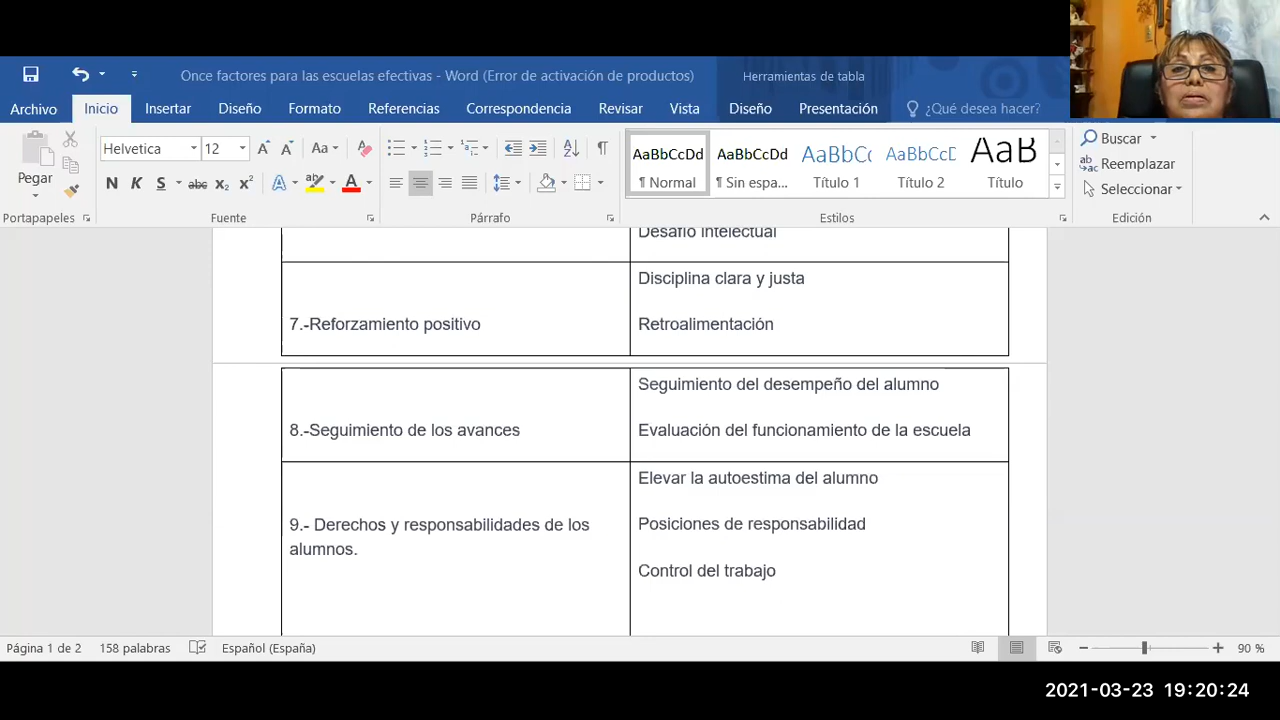 Once factores para las escuelas efectivas - Word (Error de activación de productos)
Herramientas de tabla
Archivo
Inicio
Insertar
Diseño
Formato
Referencias
Correspondencia
Revisar
Vista
Diseño
Presentación
¿Qué desea hacer?
Pegar
Portapapeles
Helvetica
12
Aa
N K S abc x₂ x²
A
A
Fuente
Párrafo
AaBbCcDd
¶ Normal
AaBbCcDd
¶ Sin espa...
AaBbCc
Título 1
AaBbCcD
Título 2
AaB
Título
Estilos
Buscar
Reemplazar
Seleccionar
Edición
Desafío intelectual
Disciplina clara y justa
7.-Reforzamiento positivo
Retroalimentación
Seguimiento del desempeño del alumno
8.-Seguimiento de los avances
Evaluación del funcionamiento de la escuela
Elevar la autoestima del alumno
9.- Derechos y responsabilidades de los
alumnos.
Posiciones de responsabilidad
Control del trabajo
Página 1 de 2
158 palabras
Español (España)
90 %
2021-03-23 19:20:24